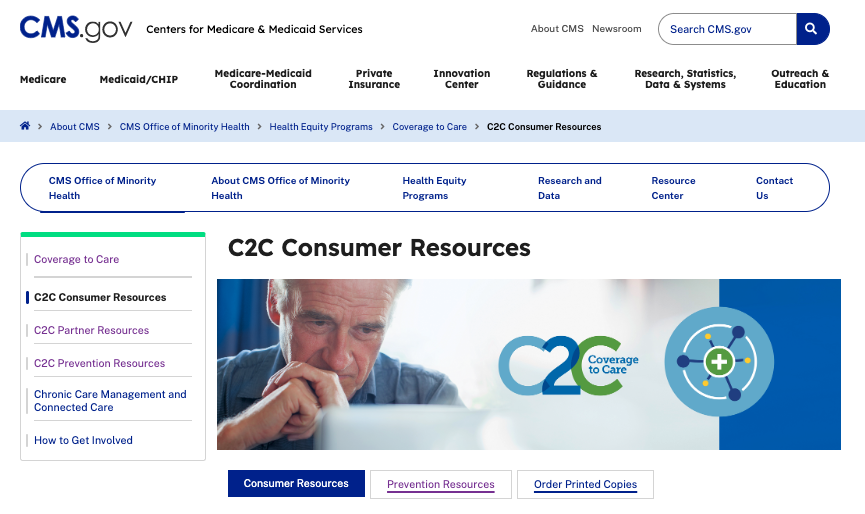 CMS.gov Centers for Medicare & Medicaid Services
About CMS Newsroom
Search CMS.gov
Medicare
Medicaid/CHIP
Medicare-Medicaid
Coordination
Private
Insurance
Innovation
Center
Regulations &
Guidance
Research, Statistics,
Data & Systems
Outreach &
Education
About CMS > CMS Office of Minority Health > Health Equity Programs > Coverage to Care > C2C Consumer Resources
CMS Office of Minority
Health
About CMS Office of Minority
Health
Health Equity
Programs
Research and
Data
Resource
Center
Contact
Us
Coverage to Care
C2C Consumer Resources
C2C Partner Resources
C2C Prevention Resources
Chronic Care Management and
Connected Care
How to Get Involved
C2C Consumer Resources
C2C Coverage
to Care
Consumer Resources
Prevention Resources
Order Printed Copies